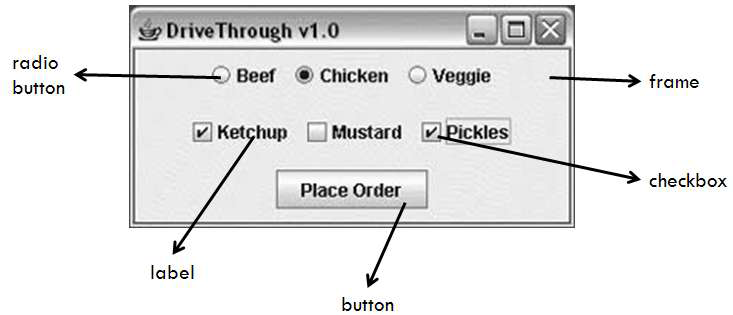 DriveThrough v1.0
radio
button
Beef Chicken Veggie
frame
Ketchup Mustard Pickles
checkbox
Place Order
label
button